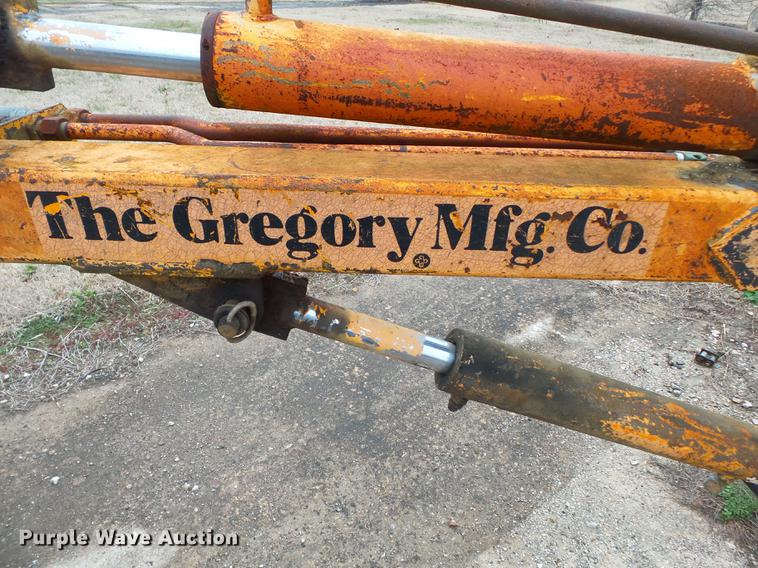 The Gregory Mfg. Co.
Purple Wave Auction